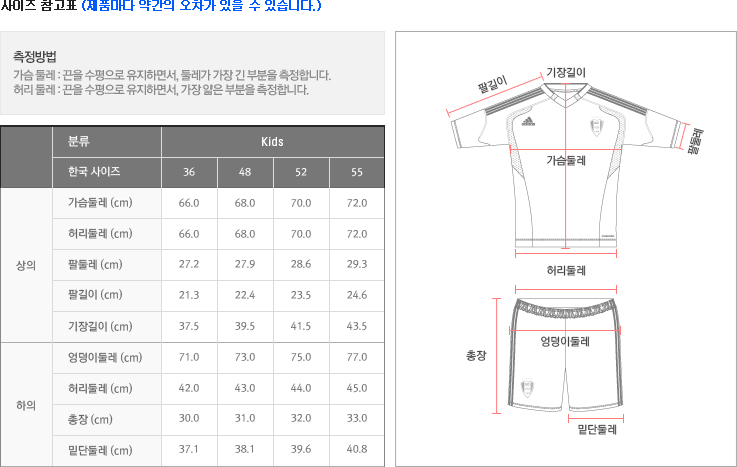 사이즈 참고표 (제품마다 약간의 오차가 있을 수 있습니다.)
측정방법
가슴 둘레 : 끈을 수평으로 유지하면서, 둘레가 가장 긴 부분을 측정합니다.
허리 둘레 : 끈을 수평으로 유지하면서, 가장 얇은 부분을 측정합니다.
분류 Kids
한국 사이즈 36 48 52 55
상의
가슴둘레 (cm) 66.0 68.0 70.0 72.0
허리둘레 (cm) 66.0 68.0 70.0 72.0
팔둘레 (cm) 27.2 27.9 28.6 29.3
팔길이 (cm) 21.3 22.4 23.5 24.6
기장길이 (cm) 37.5 39.5 41.5 43.5
하의
엉덩이둘레 (cm) 71.0 73.0 75.0 77.0
허리둘레 (cm) 42.0 43.0 44.0 45.0
총장 (cm) 30.0 31.0 32.0 33.0
밑단둘레 (cm) 37.1 38.1 39.6 40.8
팔길이
기장길이
adidas
팔둘레
가슴둘레
허리둘레
총장
엉덩이둘레
밑단둘레